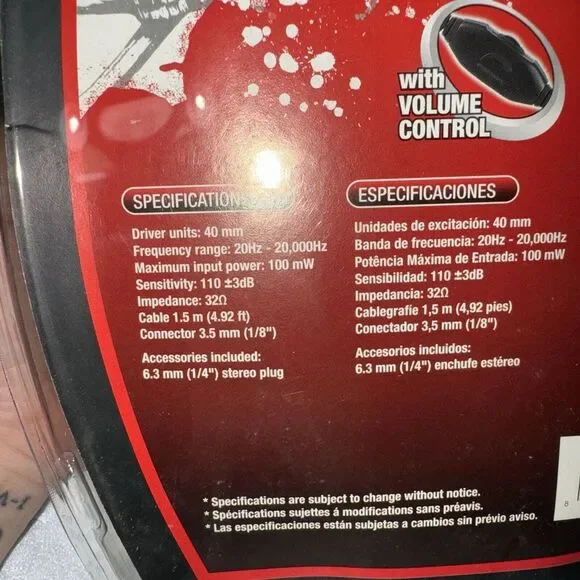 with
VOLUME
CONTROL
SPECIFICATIONS
Driver units: 40 mm
Frequency range: 20Hz - 20,000Hz
Maximum input power: 100 mW
Sensitivity: 110 ±3dB
Impedance: 32Ω
Cable 1.5 m (4.92 ft)
Connector 3.5 mm (1/8")
Accessories included:
6.3 mm (1/4") stereo plug
ESPECIFICACIONES
Unidades de excitación: 40 mm
Banda de frecuencia: 20Hz - 20,000Hz
Potência Máxima de Entrada: 100 mW
Sensibilidad: 110 ±3dB
Impedancia: 32Ω
Cablegrafie 1,5 m (4,92 pies)
Conectador 3,5 mm (1/8")
Accesorios incluidos:
6.3 mm (1/4") enchufe estéreo
* Specifications are subject to change without notice.
* Spécifications sujettes á modifications sans préavis.
* Las especificaciones están subjetas a cambios sin prévio aviso.
8